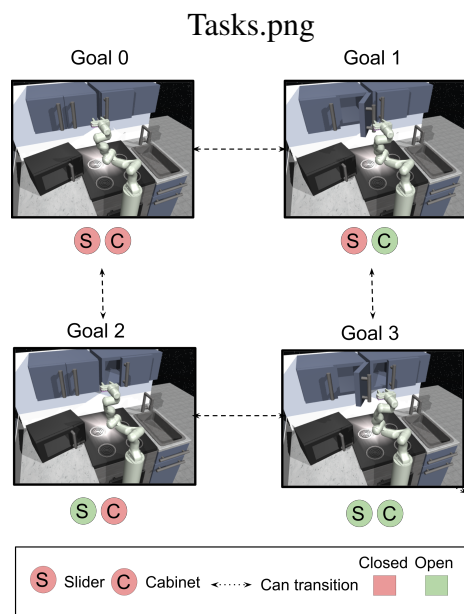 Tasks.png
Goal 0
Goal 1
S C
S C
Goal 2
Goal 3
S C
S C
Closed Open
S Slider C Cabinet Can transition